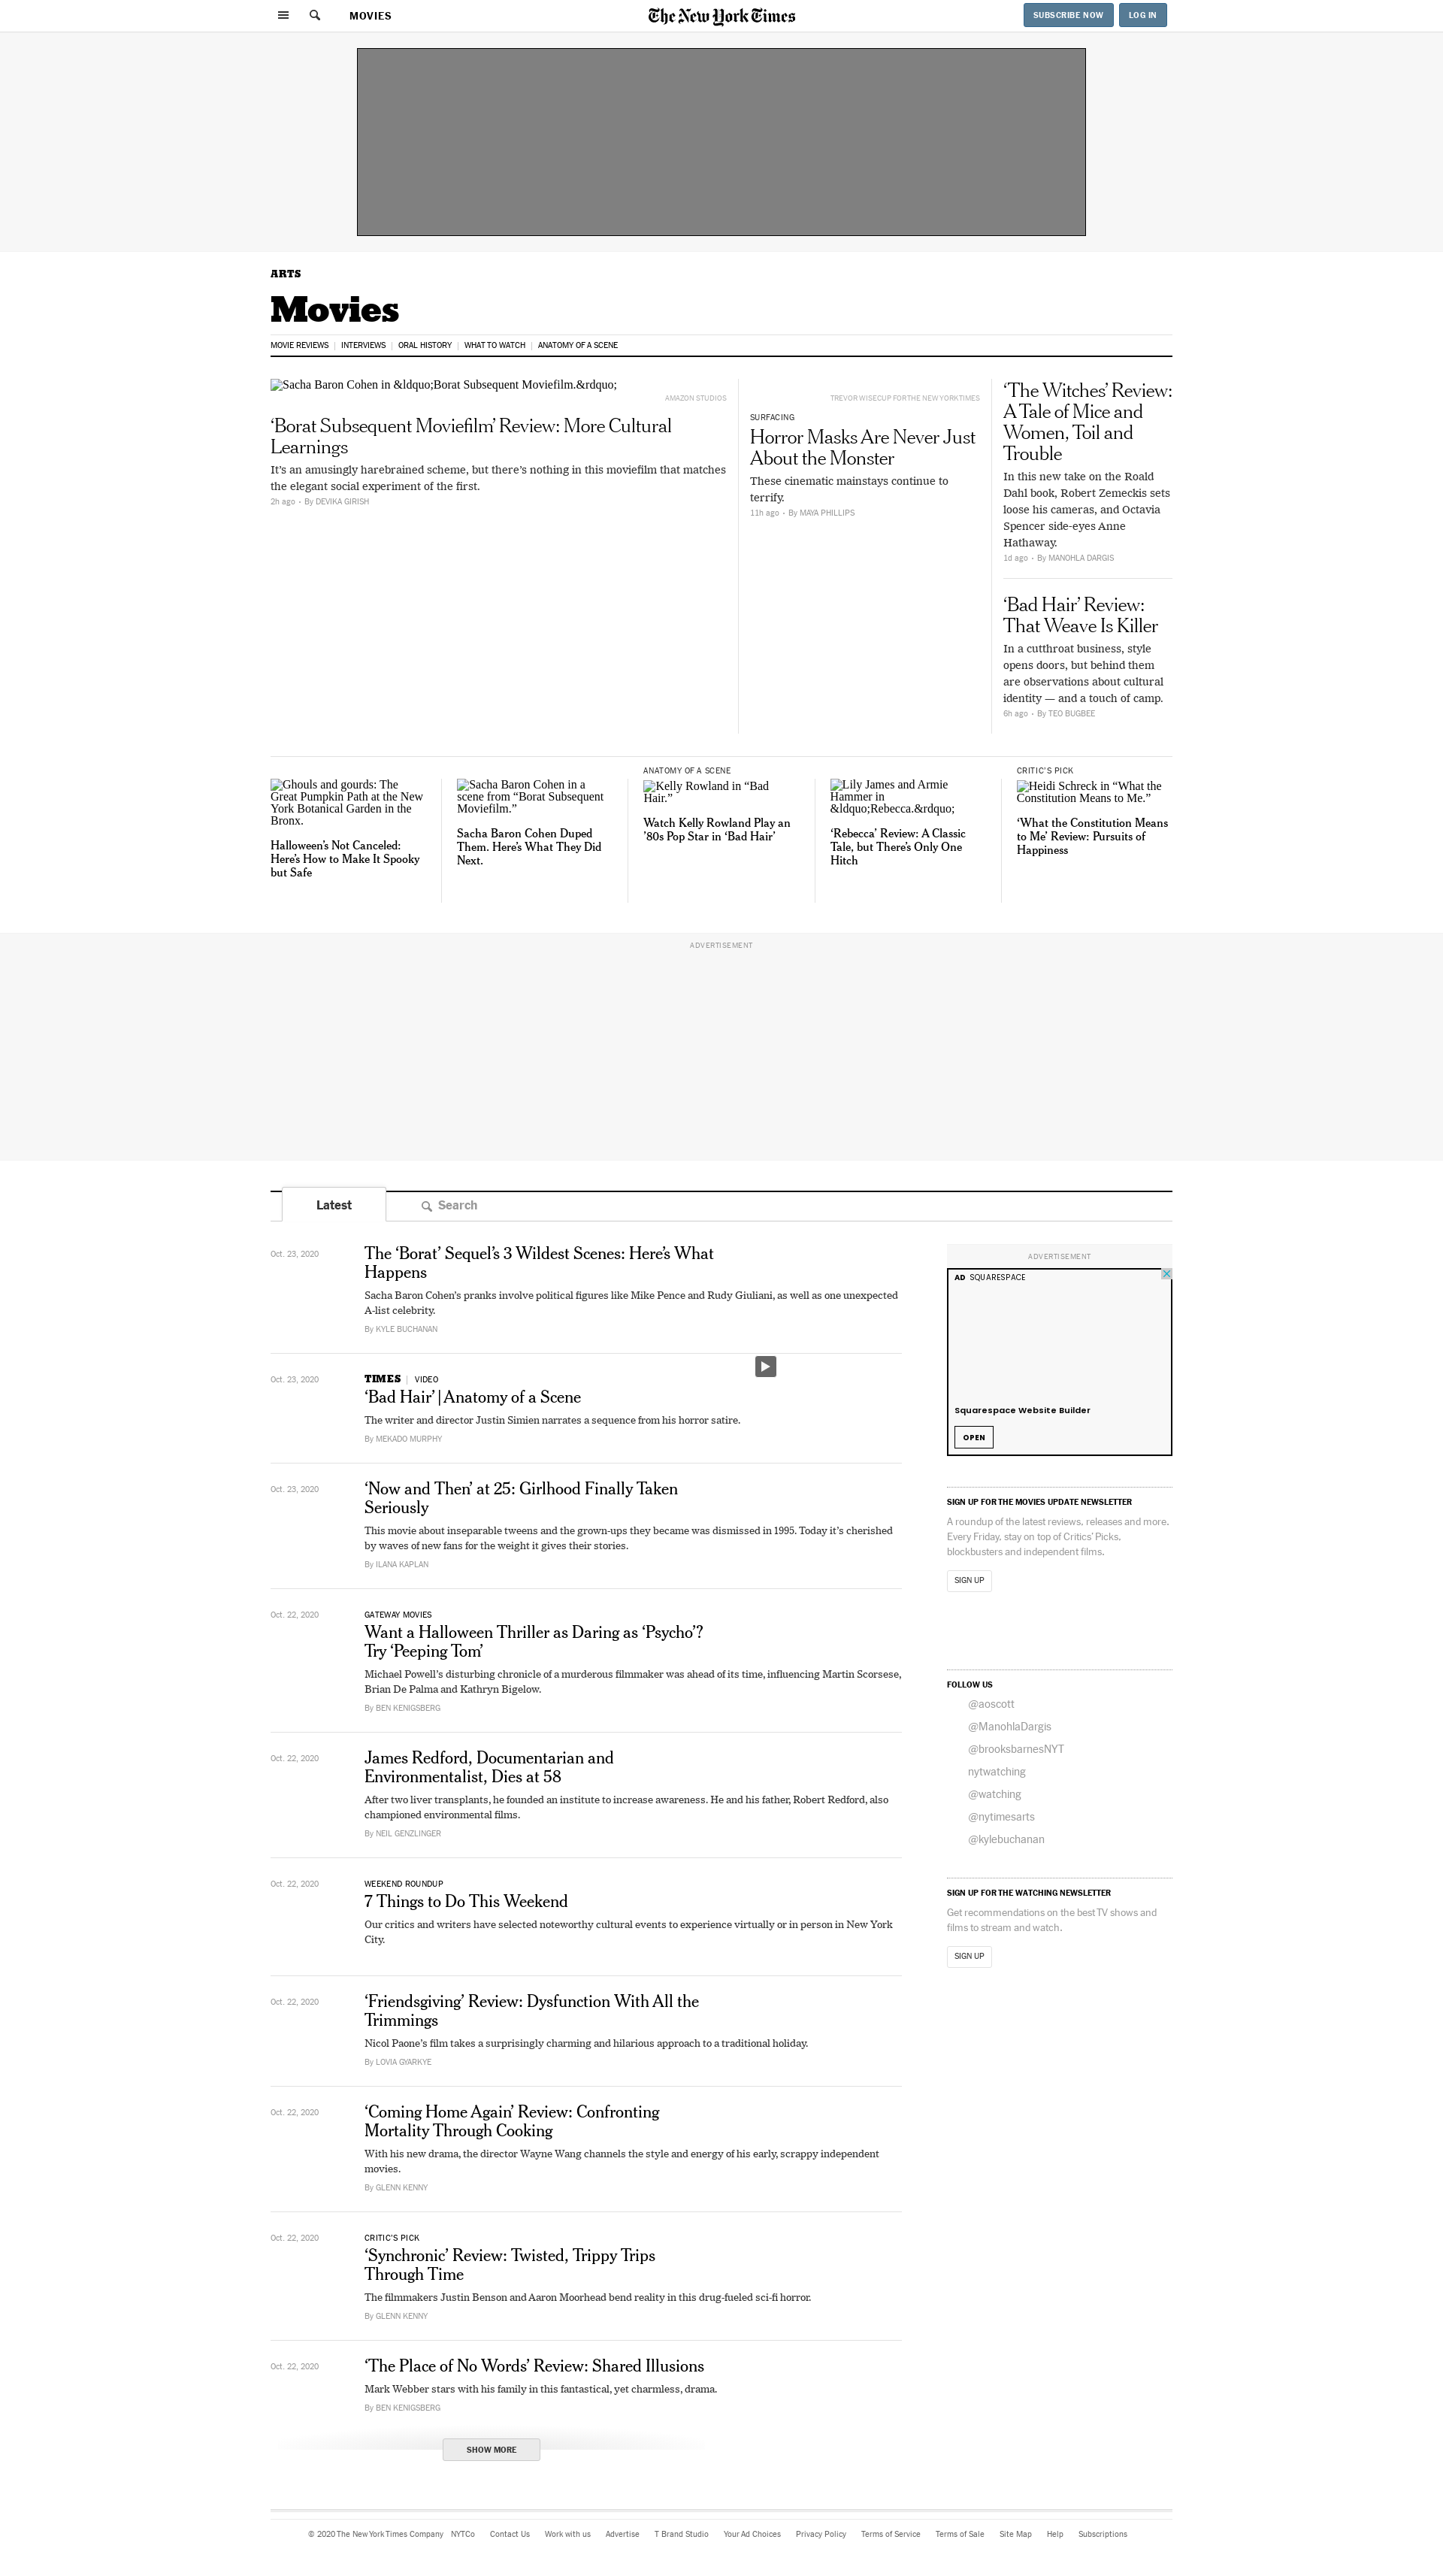 MOVIES
The New York Times
SUBSCRIBE NOW
LOG IN
ARTS
Movies
MOVIE REVIEWS
INTERVIEWS
ORAL HISTORY
WHAT TO WATCH
ANATOMY OF A SCENE
Sacha Baron Cohen in &ldquo;Borat Subsequent Moviefilm.&rdquo;
AMAZON STUDIOS
‘Borat Subsequent Moviefilm’ Review: More Cultural
Learnings
It’s an amusingly harebrained scheme, but there’s nothing in this moviefilm that matches
the elegant social experiment of the first.
2h ago • By DEVIKA GIRISH
TREVOR WISECUP FOR THE NEW YORK TIMES
SURFACING
Horror Masks Are Never Just
About the Monster
These cinematic mainstays continue to
terrify.
11h ago • By MAYA PHILLIPS
‘The Witches’ Review:
A Tale of Mice and
Women, Toil and
Trouble
In this new take on the Roald
Dahl book, Robert Zemeckis sets
loose his cameras, and Octavia
Spencer side-eyes Anne
Hathaway.
1d ago • By MANOHLA DARGIS
‘Bad Hair’ Review:
That Weave Is Killer
In a cutthroat business, style
opens doors, but behind them
are observations about cultural
identity — and a touch of camp.
6h ago • By TEO BUGBEE
Ghouls and gourds: The
Great Pumpkin Path at the New
York Botanical Garden in the
Bronx.
Halloween’s Not Canceled:
Here’s How to Make It Spooky
but Safe
Sacha Baron Cohen in a
scene from “Borat Subsequent
Moviefilm.”
Sacha Baron Cohen Duped
Them. Here’s What They Did
Next.
ANATOMY OF A SCENE
Kelly Rowland in “Bad
Hair.”
Watch Kelly Rowland Play an
’80s Pop Star in ‘Bad Hair’
Lily James and Armie
Hammer in
&ldquo;Rebecca.&rdquo;
‘Rebecca’ Review: A Classic
Tale, but There’s Only One
Hitch
CRITIC’S PICK
Heidi Schreck in “What the
Constitution Means to Me.”
‘What the Constitution Means
to Me’ Review: Pursuits of
Happiness
ADVERTISEMENT
Latest
Search
Oct. 23, 2020
The ‘Borat’ Sequel’s 3 Wildest Scenes: Here’s What
Happens
Sacha Baron Cohen’s pranks involve political figures like Mike Pence and Rudy Giuliani, as well as one unexpected
A-list celebrity.
By KYLE BUCHANAN
Oct. 23, 2020
TIMES | VIDEO
‘Bad Hair’ | Anatomy of a Scene
The writer and director Justin Simien narrates a sequence from his horror satire.
By MEKADO MURPHY
Oct. 23, 2020
‘Now and Then’ at 25: Girlhood Finally Taken
Seriously
This movie about inseparable tweens and the grown-ups they became was dismissed in 1995. Today it’s cherished
by waves of new fans for the weight it gives their stories.
By ILANA KAPLAN
Oct. 22, 2020
GATEWAY MOVIES
Want a Halloween Thriller as Daring as ‘Psycho’?
Try ‘Peeping Tom’
Michael Powell’s disturbing chronicle of a murderous filmmaker was ahead of its time, influencing Martin Scorsese,
Brian De Palma and Kathryn Bigelow.
By BEN KENIGSBERG
Oct. 22, 2020
James Redford, Documentarian and
Environmentalist, Dies at 58
After two liver transplants, he founded an institute to increase awareness. He and his father, Robert Redford, also
championed environmental films.
By NEIL GENZLINGER
Oct. 22, 2020
WEEKEND ROUNDUP
7 Things to Do This Weekend
Our critics and writers have selected noteworthy cultural events to experience virtually or in person in New York
City.
Oct. 22, 2020
‘Friendsgiving’ Review: Dysfunction With All the
Trimmings
Nicol Paone’s film takes a surprisingly charming and hilarious approach to a traditional holiday.
By LOVIA GYARKYE
Oct. 22, 2020
‘Coming Home Again’ Review: Confronting
Mortality Through Cooking
With his new drama, the director Wayne Wang channels the style and energy of his early, scrappy independent
movies.
By GLENN KENNY
Oct. 22, 2020
CRITIC’S PICK
‘Synchronic’ Review: Twisted, Trippy Trips
Through Time
The filmmakers Justin Benson and Aaron Moorhead bend reality in this drug-fueled sci-fi horror.
By GLENN KENNY
Oct. 22, 2020
‘The Place of No Words’ Review: Shared Illusions
Mark Webber stars with his family in this fantastical, yet charmless, drama.
By BEN KENIGSBERG
SHOW MORE
ADVERTISEMENT
AD SQUARESPACE
Squarespace Website Builder
OPEN
SIGN UP FOR THE MOVIES UPDATE NEWSLETTER
A roundup of the latest reviews, releases and more.
Every Friday, stay on top of Critics’ Picks,
blockbusters and independent films.
SIGN UP
FOLLOW US
@aoscott
@ManohlaDargis
@brooksbarnesNYT
nytwatching
@watching
@nytimesarts
@kylebuchanan
SIGN UP FOR THE WATCHING NEWSLETTER
Get recommendations on the best TV shows and
films to stream and watch.
SIGN UP
© 2020 The New York Times Company NYTCo Contact Us Work with us Advertise T Brand Studio Your Ad Choices Privacy Policy Terms of Service Terms of Sale Site Map Help Subscriptions